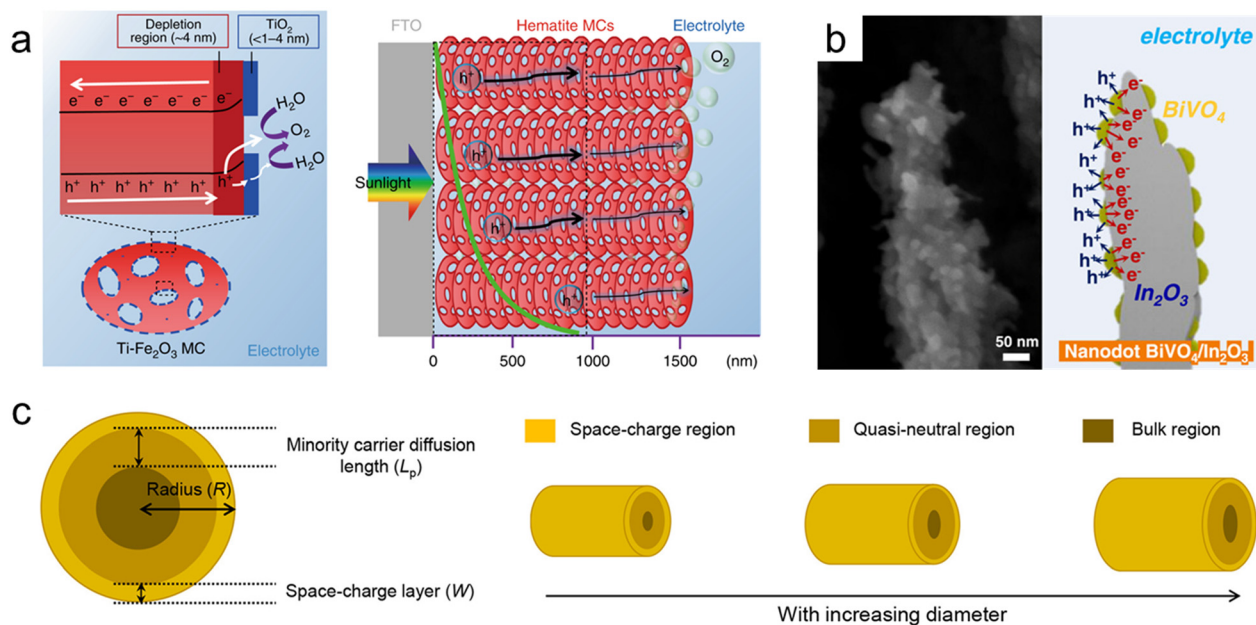 a
Depletion
region (~4 nm)
TiO₂
(<1–4 nm)
e⁻ e⁻ e⁻ e⁻ e⁻ e⁻ e⁻
H₂O
O₂
H₂O
h⁺ h⁺ h⁺ h⁺ h⁺ h⁺ h⁺
Ti-Fe₂O₃ MC
Electrolyte
FTO
Hematite MCs
Electrolyte
O₂
h⁺
h⁺
Sunlight
h⁺
h⁺
0 500 1000 1500 (nm)
b
50 nm
electrolyte
BiVO₄
h⁺ h⁺ h⁺ h⁺ h⁺ h⁺ h⁺ h⁺
e⁻ e⁻ e⁻ e⁻ e⁻ e⁻ e⁻ e⁻ e⁻ e⁻
In₂O₃
Nanodot BiVO₄/In₂O₃
c
Minority carrier diffusion
length (Lₚ)
Radius (R)
Space-charge layer (W)
Space-charge region
Quasi-neutral region
Bulk region
With increasing diameter